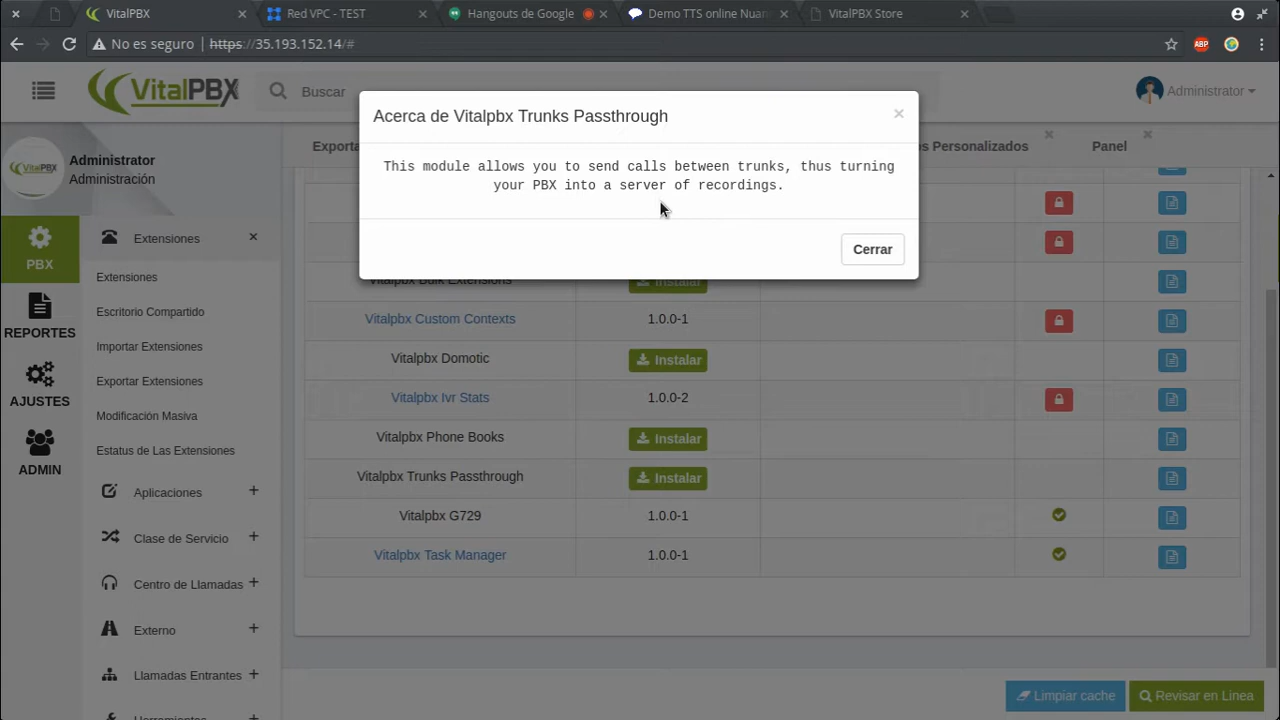 VitalPBX
Red VPC - TEST
Hangouts de Google
Demo TTS online Nuan
VitalPBX Store
No es seguro
https://35.193.152.14/#
ABP
VitalPBX
Buscar
Administrator
Acerca de Vitalpbx Trunks Passthrough
×
This module allows you to send calls between trunks, thus turning
your PBX into a server of recordings.
Cerrar
Administrator
Administración
Exporta
os Personalizados
Panel
PBX
REPORTES
AJUSTES
ADMIN
Extensiones
Extensiones
Escritorio Compartido
Importar Extensiones
Exportar Extensiones
Modificación Masiva
Estatus de Las Extensiones
Aplicaciones
Clase de Servicio
Centro de Llamadas
Externo
Llamadas Entrantes
Herramientas
Vitalpbx Bulk Extensions Instalar
Vitalpbx Custom Contexts 1.0.0-1
Vitalpbx Domotic Instalar
Vitalpbx Ivr Stats 1.0.0-2
Vitalpbx Phone Books Instalar
Vitalpbx Trunks Passthrough Instalar
Vitalpbx G729 1.0.0-1
Vitalpbx Task Manager 1.0.0-1
Limpiar cache
Revisar en Linea